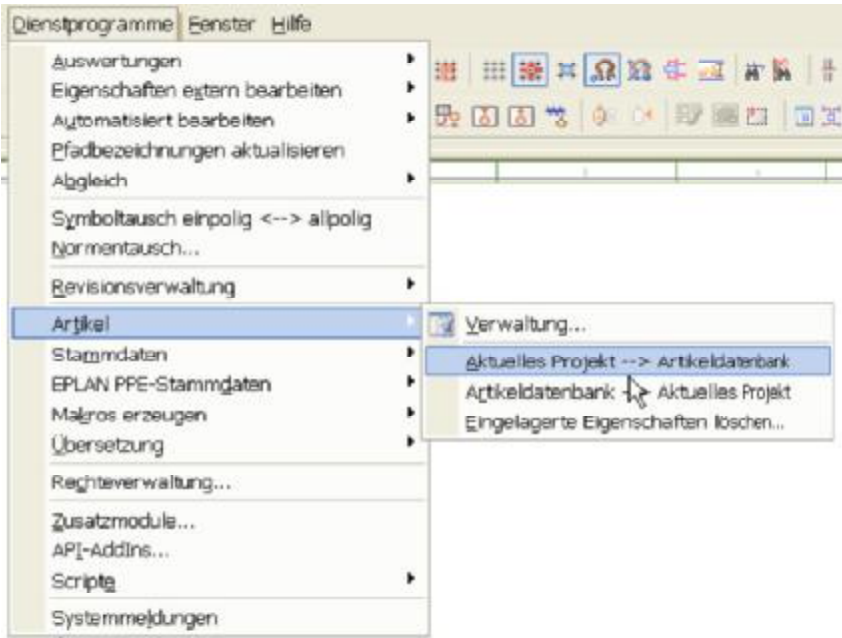 Dienstprogramme Fenster Hilfe
Auswertungen
Eigenschaften extern bearbeiten
Automatisiert bearbeiten
Pfadbezeichnungen aktualisieren
Abgleich
Symboltausch einpolig <--> allpolig
Normentausch...
Revisionsverwaltung
Artikel
Verwaltung...
Stammdaten
Aktuelles Projekt --> Artikeldatenbank
EPLAN PPE-Stammdaten
Artikeldatenbank --> Aktuelles Projekt
Makros erzeugen
Eingelagerte Eigenschaften löschen...
Übersetzung
Rechteverwaltung...
Zusatzmodule...
API-AddIns...
Scripte
Systemmeldungen